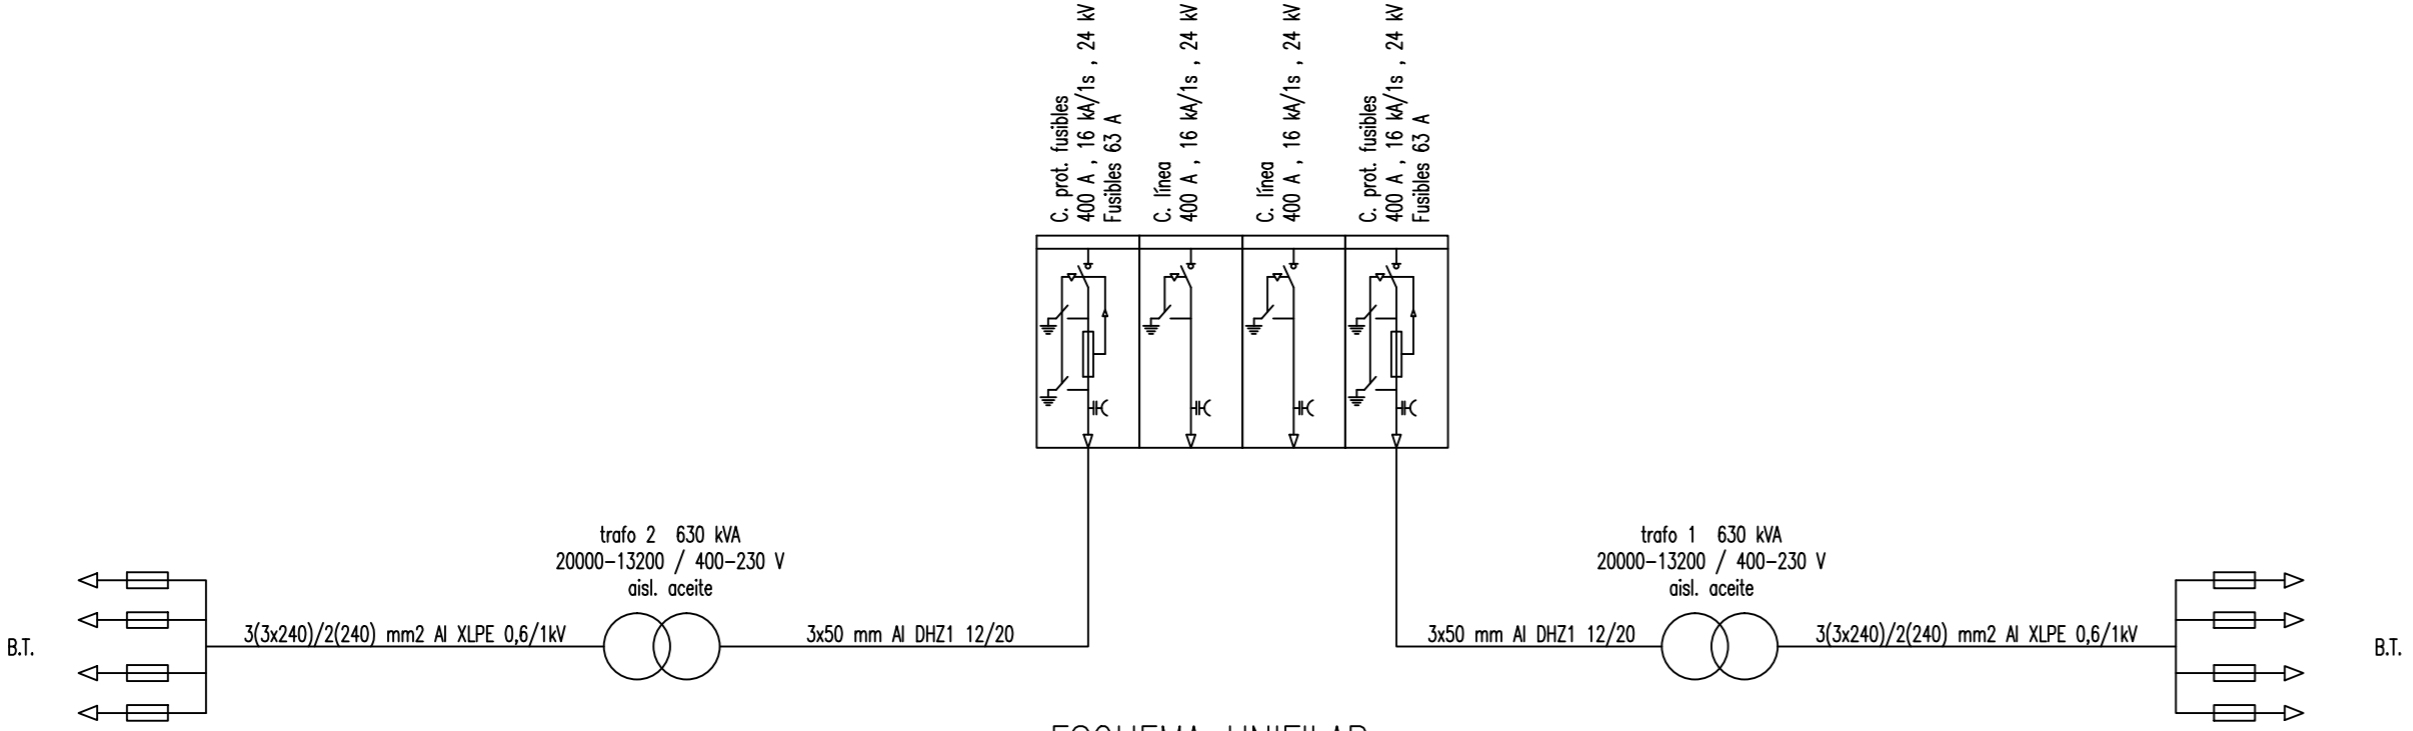 C. prot. fusibles
400 A , 16 kA/1s , 24 kV
Fusibles 63 A
C. línea
400 A , 16 kA/1s , 24 kV
C. línea
400 A , 16 kA/1s , 24 kV
C. prot. fusibles
400 A , 16 kA/1s , 24 kV
Fusibles 63 A
trafo 2 630 kVA
20000-13200 / 400-230 V
aisl. aceite
trafo 1 630 kVA
20000-13200 / 400-230 V
aisl. aceite
B.T.
3(3x240)/2(240) mm2 Al XLPE 0,6/1kV
3x50 mm Al DHZ1 12/20
3x50 mm Al DHZ1 12/20
3(3x240)/2(240) mm2 Al XLPE 0,6/1kV
B.T.
ESQUEMA UNIFILAR